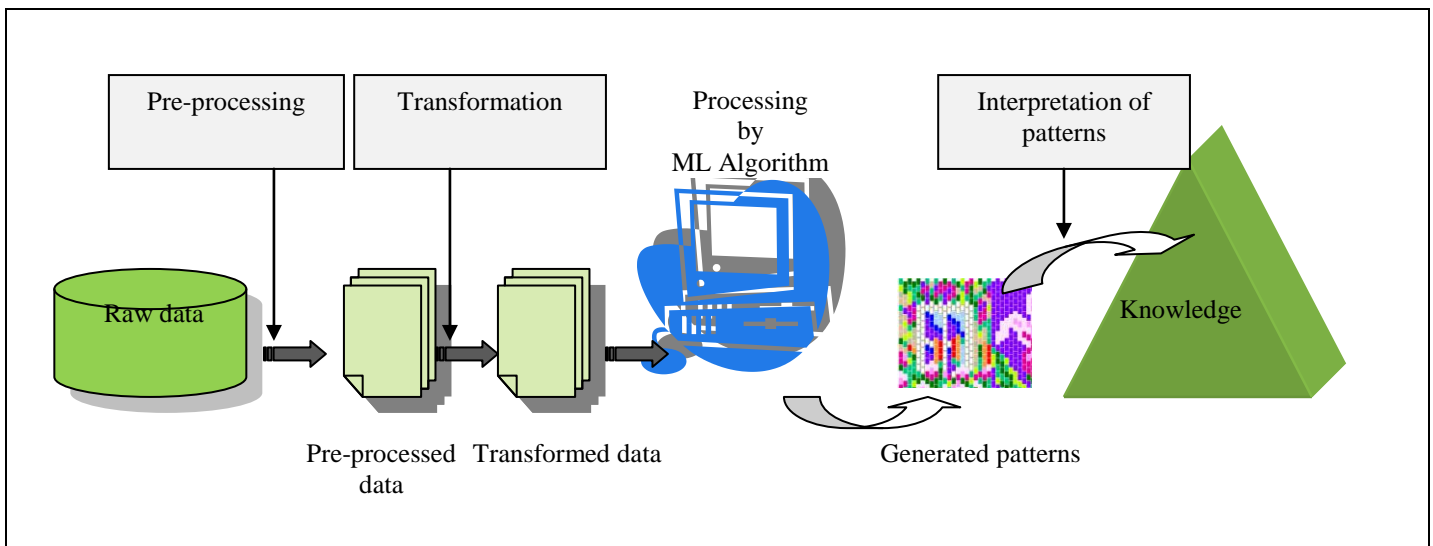 Pre-processing
Transformation
Processing
by
ML Algorithm
Interpretation of
patterns
Raw data
Knowledge
Pre-processed
data
Transformed data
Generated patterns